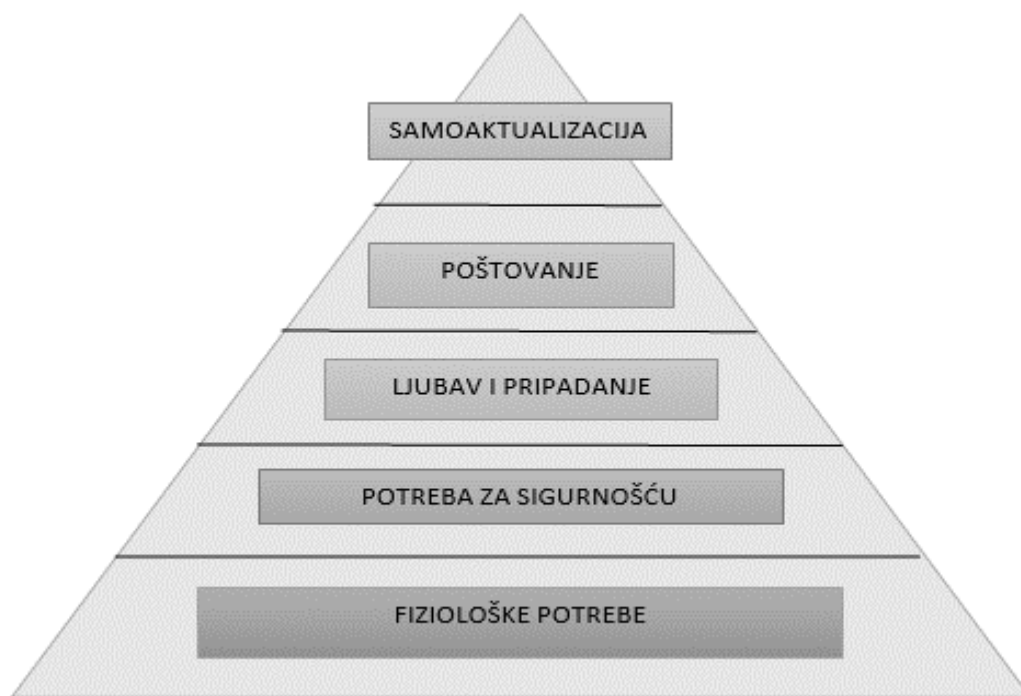 SAMOAKTUALIZACIJA
POŠTOVANJE
LJUBAV I PRIPADANJE
POTREBA ZA SIGURNOŠĆU
FIZIOLOŠKE POTREBE